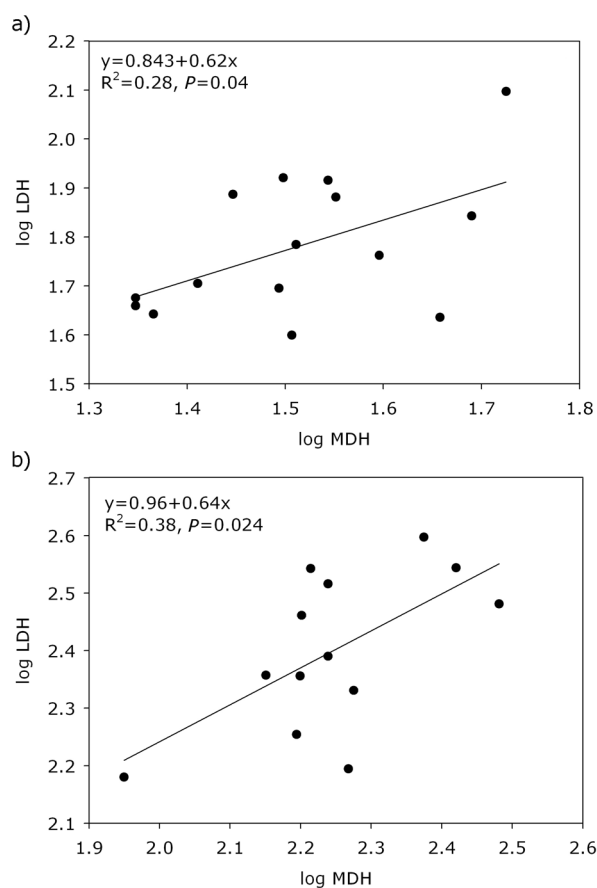 a)
2.2
y=0.843+0.62x
R²=0.28, P=0.04
2.1
2.0
1.9
log LDH
1.8
1.7
1.6
1.5
1.3 1.4 1.5 1.6 1.7 1.8
log MDH
b)
2.7
y=0.96+0.64x
R²=0.38, P=0.024
2.6
2.5
log LDH
2.4
2.3
2.2
2.1
1.9 2.0 2.1 2.2 2.3 2.4 2.5 2.6
log MDH